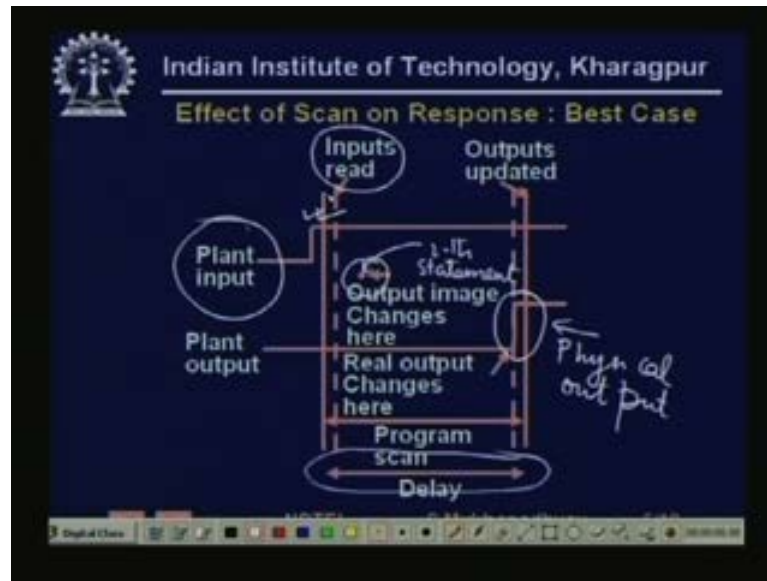 Indian Institute of Technology, Kharagpur
Effect of Scan on Response : Best Case
Inputs
read
Outputs
updated
Plant
input
i-th
statement
Output image
Changes
here
Plant
output
Real output
Changes
here
Physical
output
Program
scan
Delay